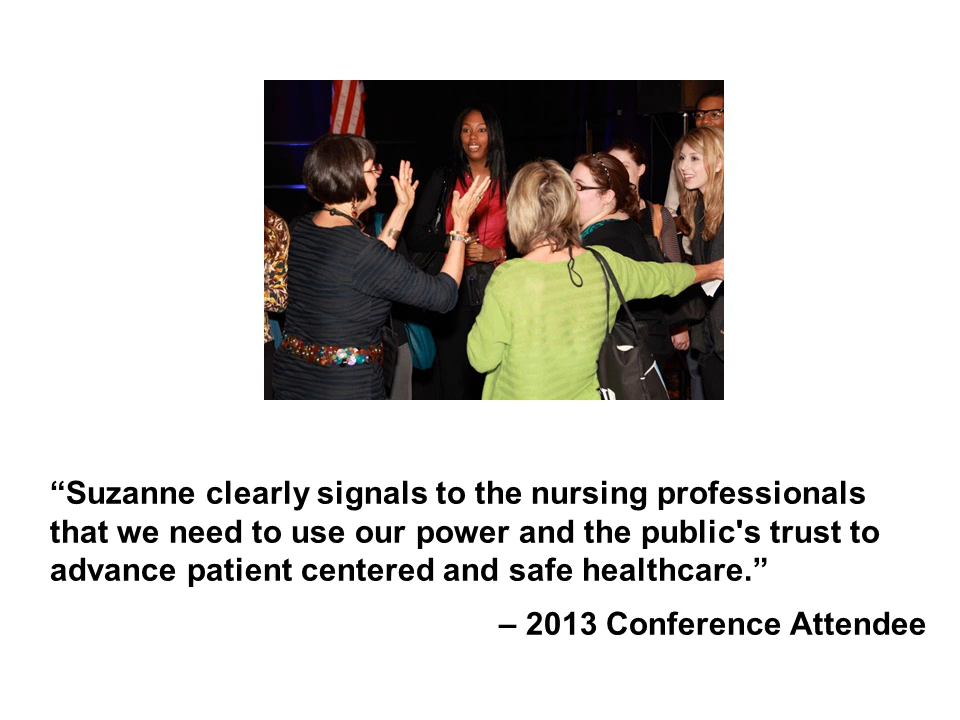 “Suzanne clearly signals to the nursing professionals
that we need to use our power and the public's trust to
advance patient centered and safe healthcare.”
– 2013 Conference Attendee